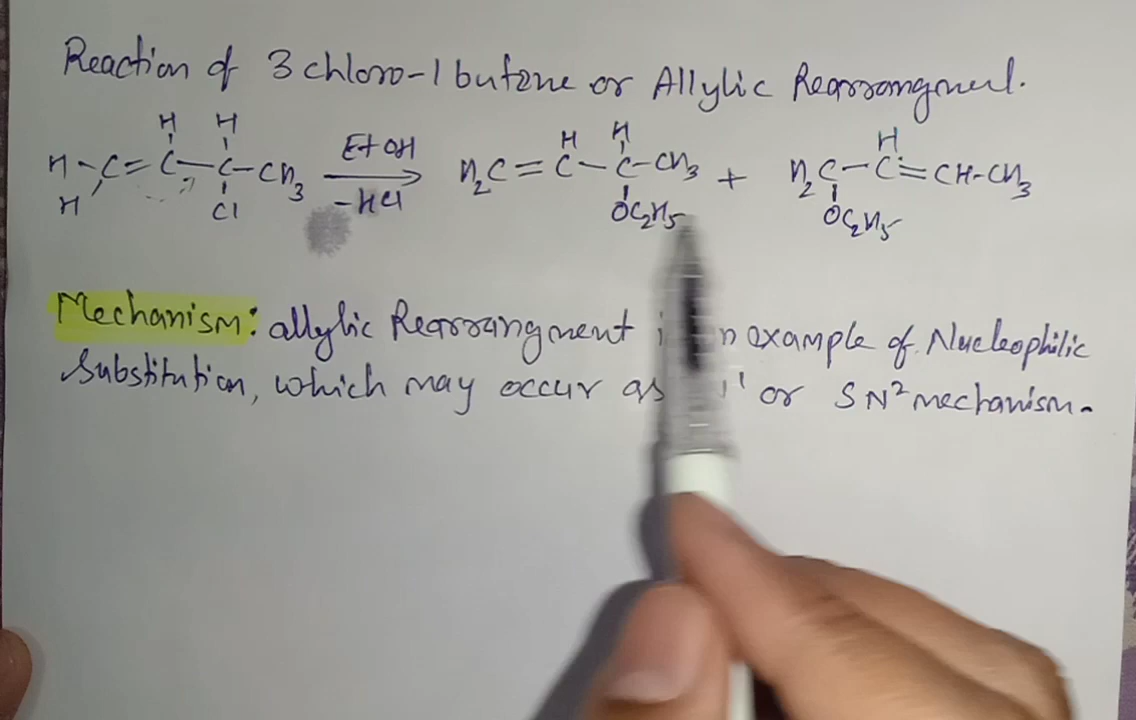 Reaction of 3 chloro-1 butene or Allylic Rearrangment.
H H EtOH H H H
H-C=C-C-CH3 → H2C=C-C-CH3 + H2C-C=CH-CH3
H Cl -HCl OC2H5 OC2H5
Mechanism: allylic Rearrangment example of Nucleophilic
Substitution, which may occur as or SN2 mechanism.